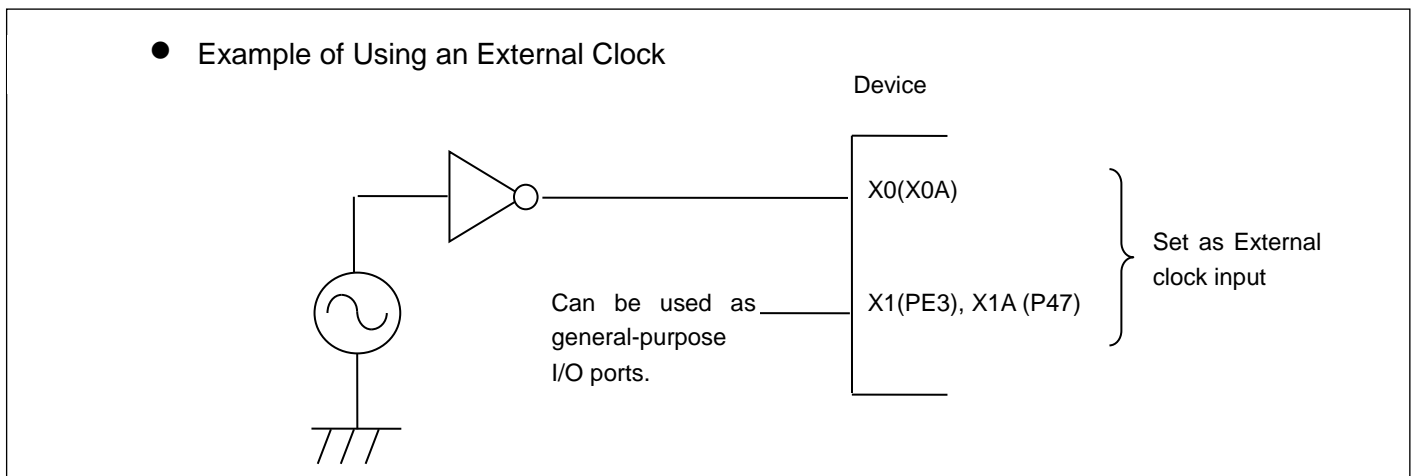 ● Example of Using an External Clock
Device
X0(X0A)
Set as External
clock input
Can be used as
general-purpose
I/O ports.
X1(PE3), X1A (P47)